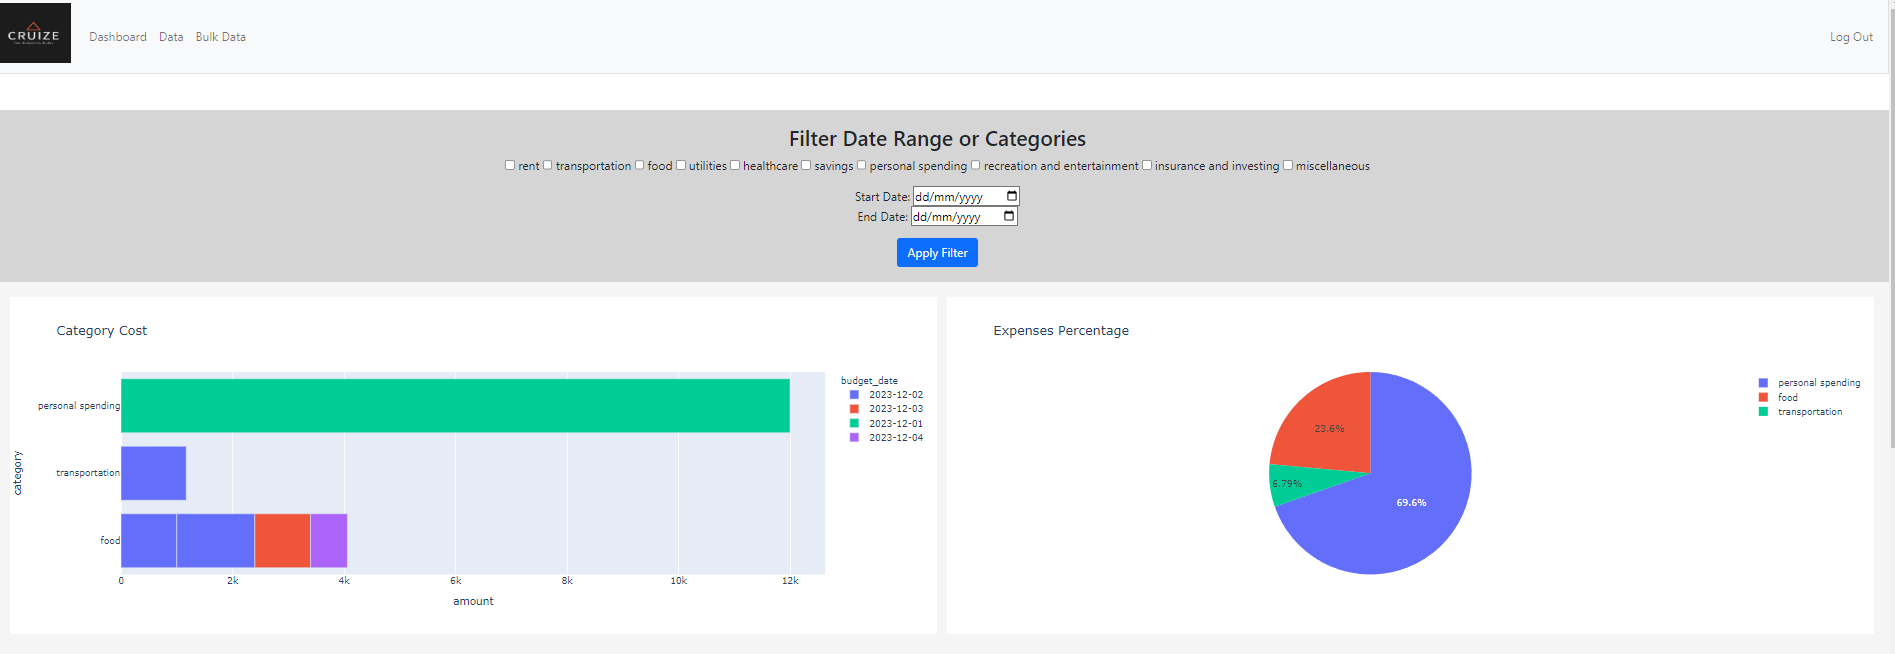 CRUIZE
Dashboard Data Bulk Data Log Out
Filter Date Range or Categories
rent transportation food utilities healthcare savings personal spending recreation and entertainment insurance and investing miscellaneous
Start Date: dd/mm/yyyy
End Date: dd/mm/yyyy
Apply Filter
Category Cost
budget_date
2023-12-02
2023-12-03
2023-12-01
2023-12-04
personal spending
transportation
food
category
0 2k 4k 6k 8k 10k 12k
amount
Expenses Percentage
personal spending
food
transportation
23.6%
6.79%
69.6%